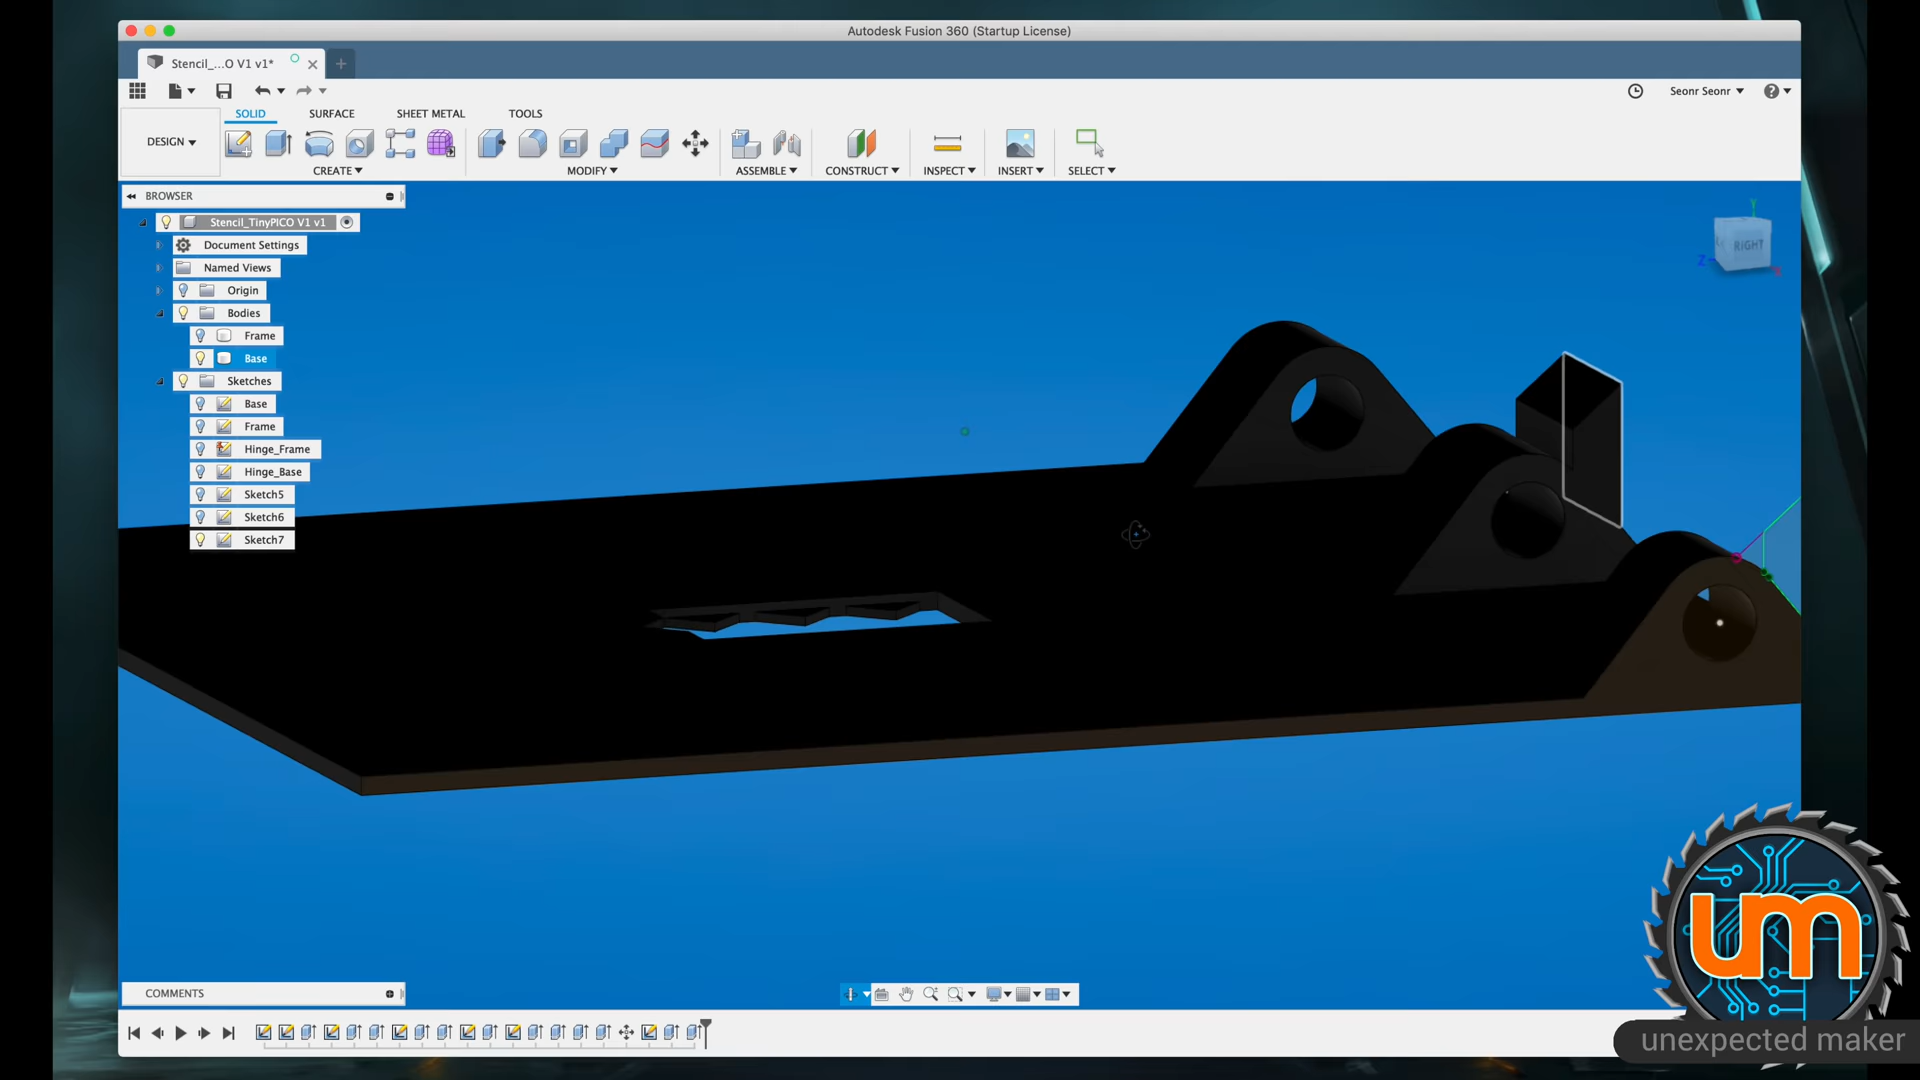 Autodesk Fusion 360 (Startup License)
Stencil_...O V1 v1*
Seonr Seonr
SOLID
SURFACE
SHEET METAL
TOOLS
DESIGN
CREATE
MODIFY
ASSEMBLE
CONSTRUCT
INSPECT
INSERT
SELECT
BROWSER
Stencil_TinyPICO V1 v1
Document Settings
Named Views
Origin
Bodies
Frame
Base
Sketches
Base
Frame
Hinge_Frame
Hinge_Base
Sketch5
Sketch6
Sketch7
Y
RIGHT
Z
X
COMMENTS
um
unexpected maker